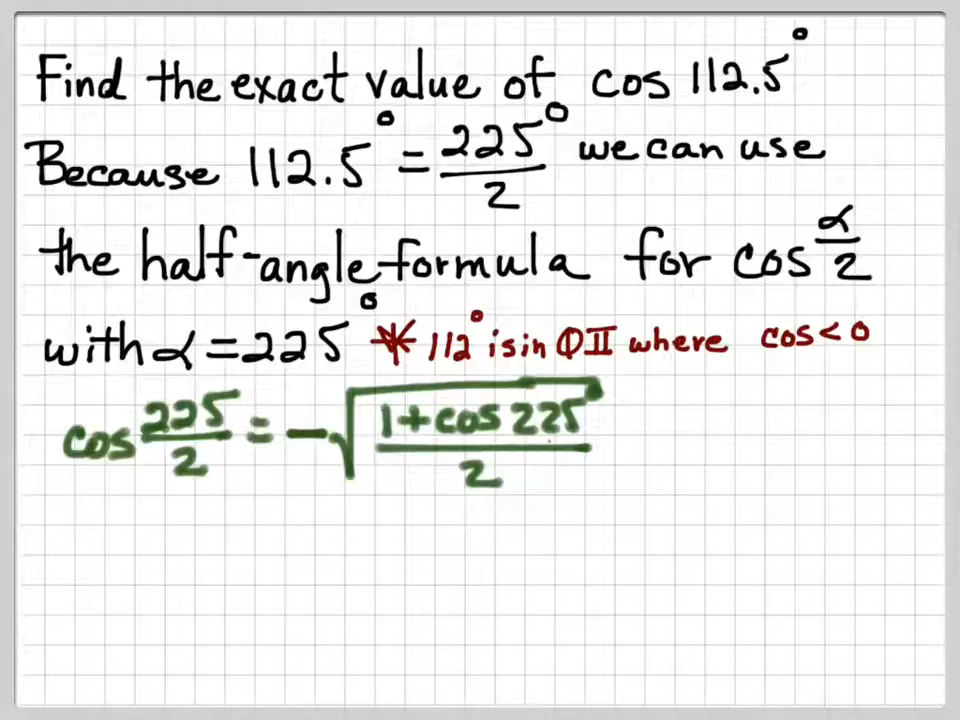 Find the exact value of cos 112.5°
Because 112.5° = 225°/2 we can use
the half-angle formula for cos α/2
with α = 225° * 112° is in QII where cos < 0
cos 225/2 = -√((1 + cos 225°)/2)